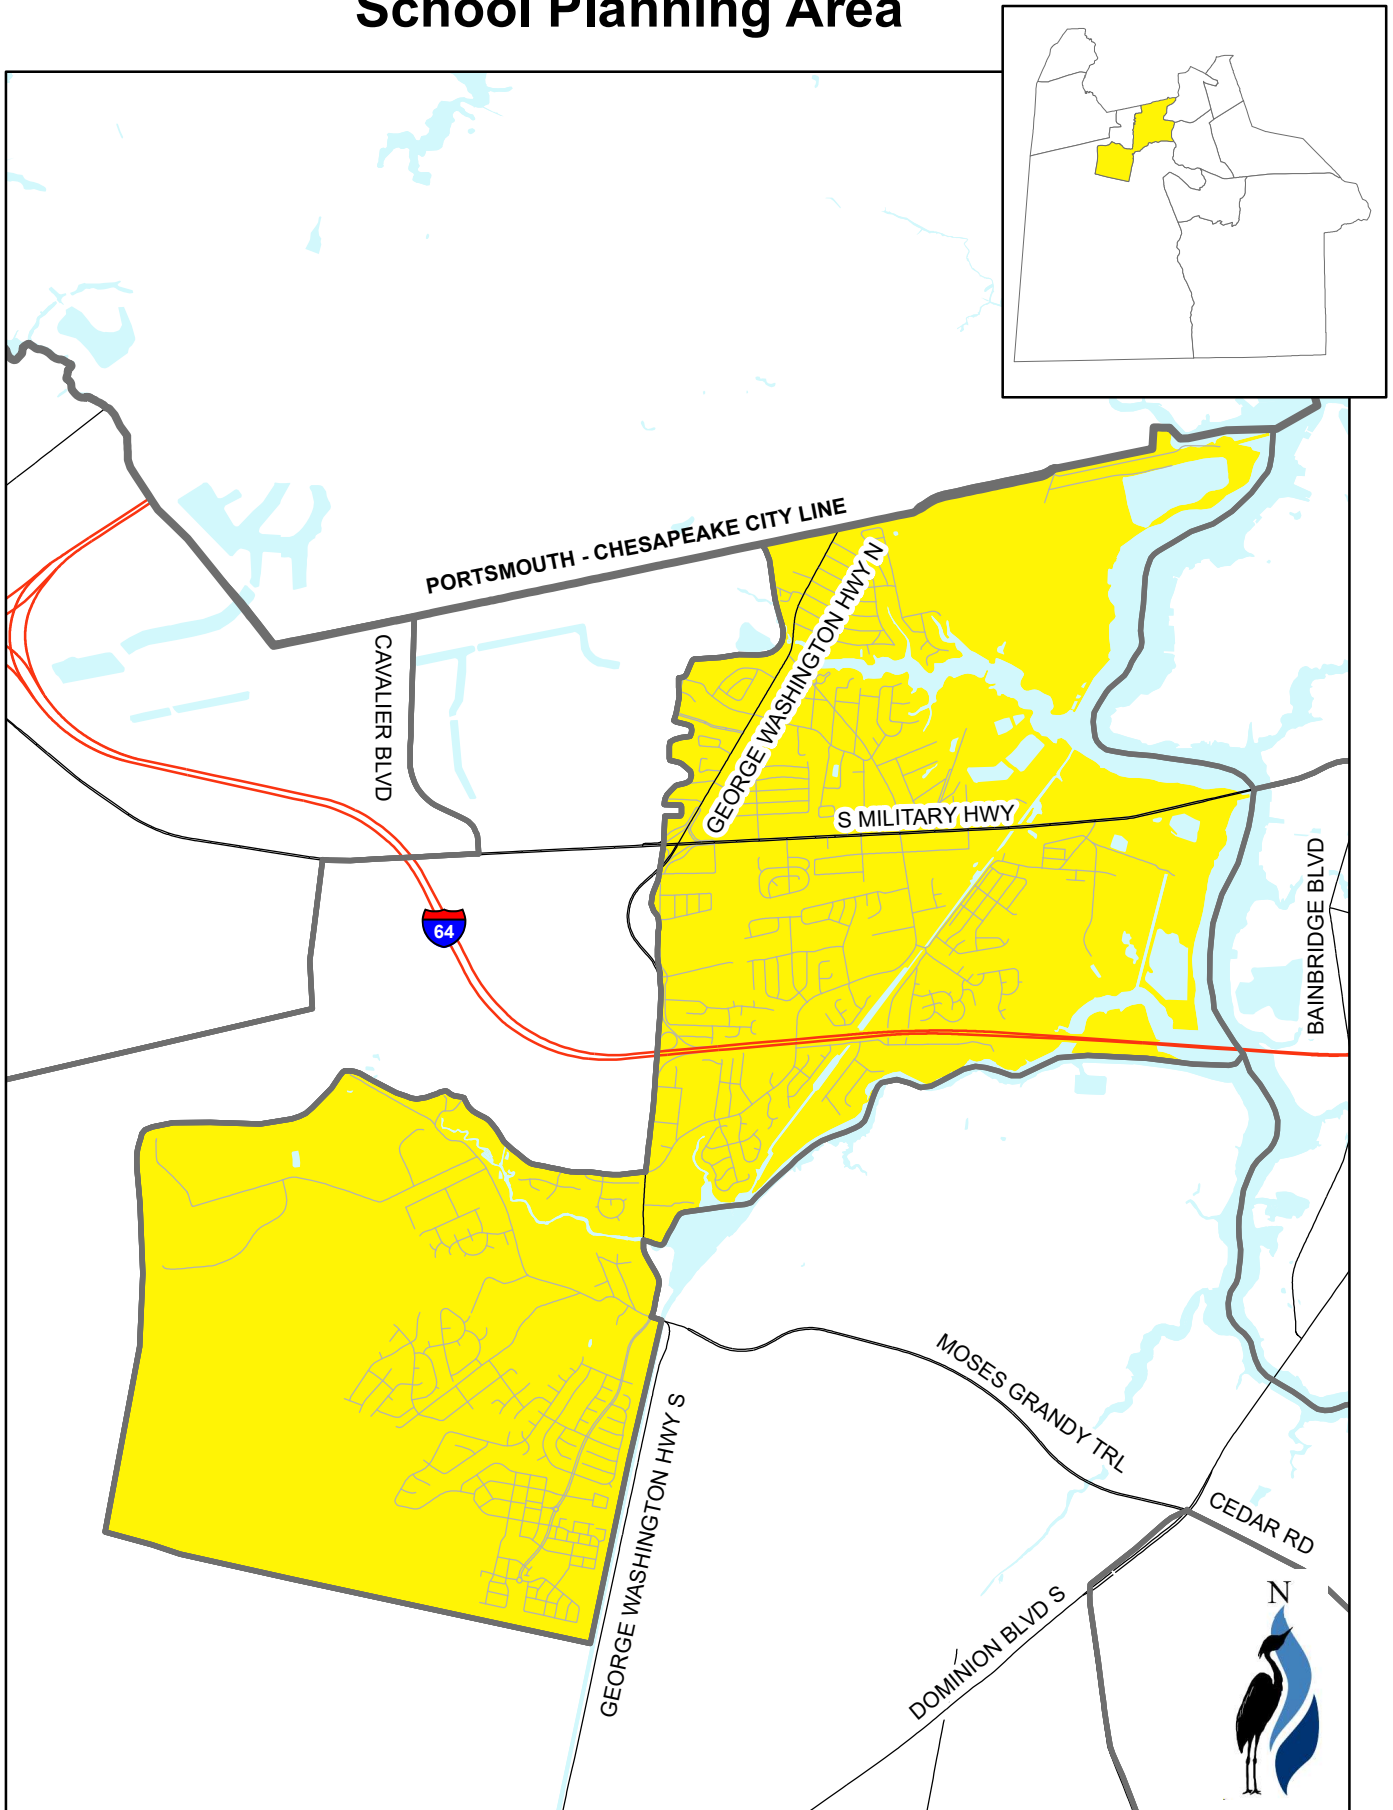 School Planning Area
PORTSMOUTH - CHESAPEAKE CITY LINE
GEORGE WASHINGTON HWY N
CAVALIER BLVD
S MILITARY HWY
BAINBRIDGE BLVD
64
MOSES GRANDY TRL
GEORGE WASHINGTON HWY S
CEDAR RD
DOMINION BLVD S
N